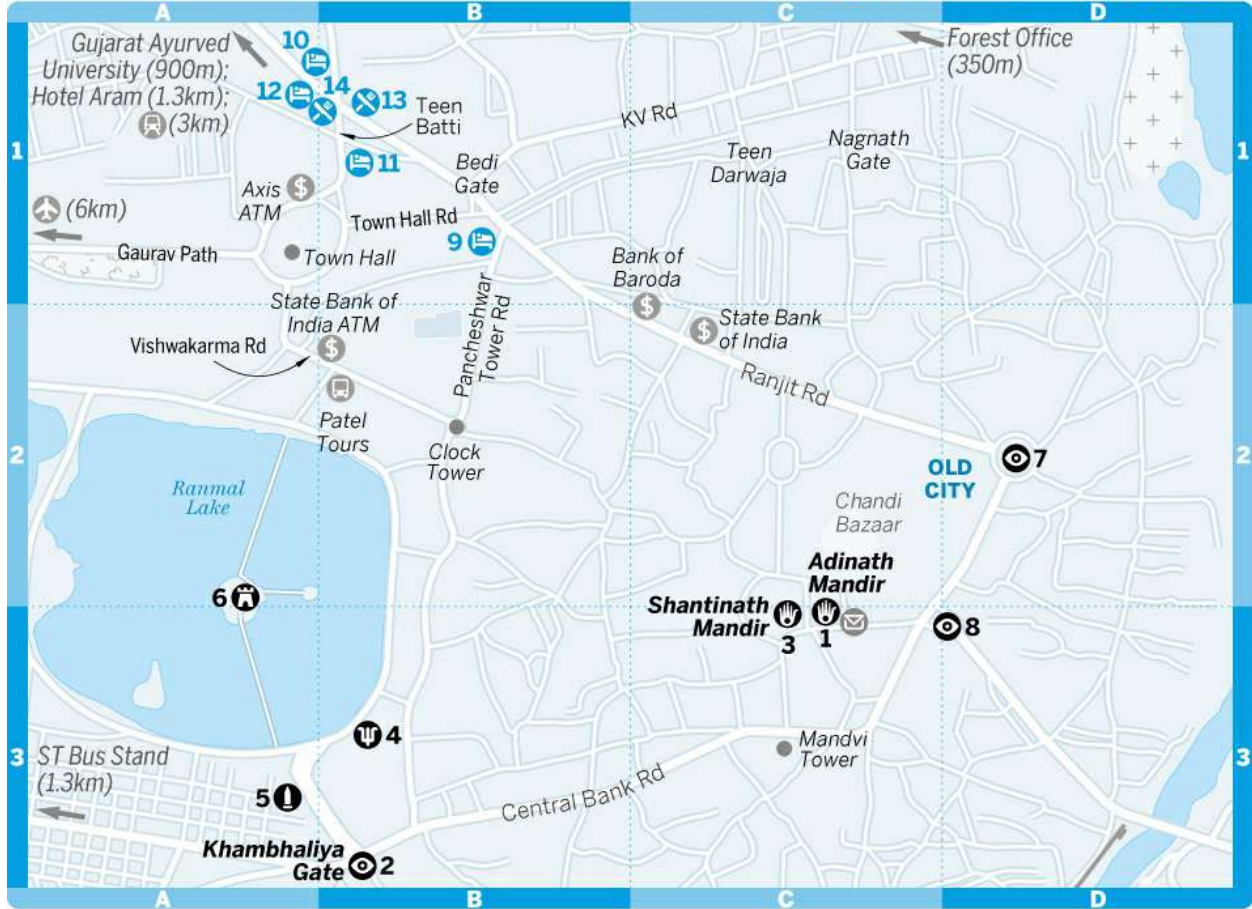 A
B
C
D
Gujarat Ayurved
University (900m);
Hotel Aram (1.3km);
(3km)
10
12
14
13
Teen
Batti
11
Forest Office
(350m)
KV Rd
1
1
Teen
Darwaja
Nagnath
Gate
Bedi
Gate
Axis
ATM
$
(6km)
Town Hall Rd
Gaurav Path
Town Hall
9
Bank of
Baroda
$
State Bank of
India ATM
$
State Bank
of India
$
Vishwakarma Rd
Pancheshwar
Tower Rd
Ranjit Rd
Patel
Tours
Clock
Tower
2
2
Ranmal
Lake
OLD
CITY
7
Chandi
Bazaar
Adinath
Mandir
6
Shantinath
Mandir
3
1
8
4
Mandvi
Tower
3
3
ST Bus Stand
(1.3km)
5
Central Bank Rd
Khambhaliya
Gate
2
A
B
C
D